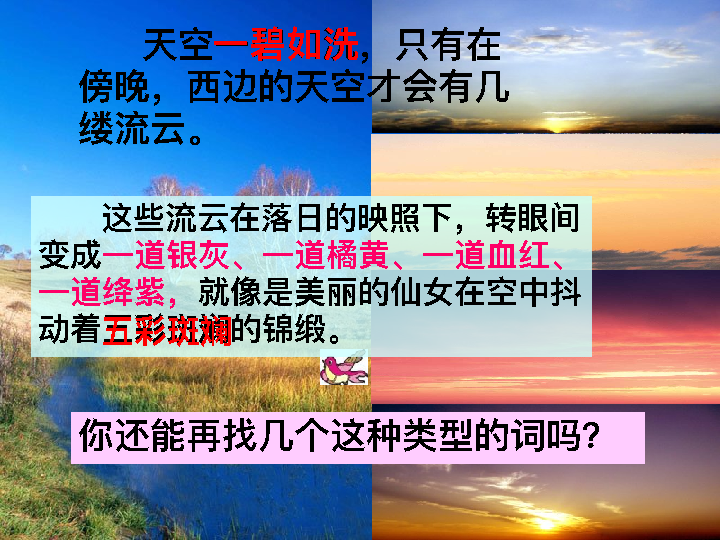 天空一碧如洗，只有在
傍晚，西边的天空才会有几
缕流云。
这些流云在落日的映照下，转眼间
变成一道银灰、一道橘黄、一道血红、
一道绛紫，就像是美丽的仙女在空中抖
动着五彩斑斓的锦缎。
你还能再找几个这种类型的词吗？